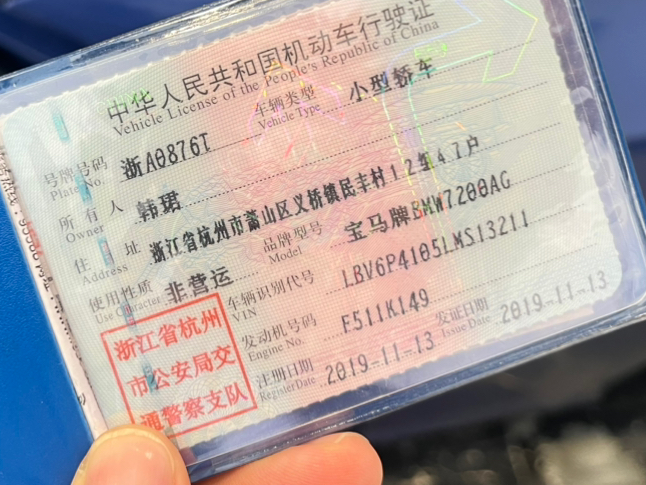 中华人民共和国机动车行驶证
Vehicle License of the People's Republic of China
号牌号码 浙A0876T 车辆类型 小型轿车
Plate No. Vehicle Type
所有人 韩珺
Owner
住址 浙江省杭州市萧山区义桥镇民丰村12组47户
Address
使用性质 非营运 品牌型号 宝马牌BMW7200AG
Use Character Model
车辆识别代号 LBV6P4105LMS13211
VIN
发动机号码 F511K149
Engine No.
注册日期 2019-11-13 发证日期 2019-11-13
Register Date Issue Date
浙江省杭州
市公安局交
通警察支队